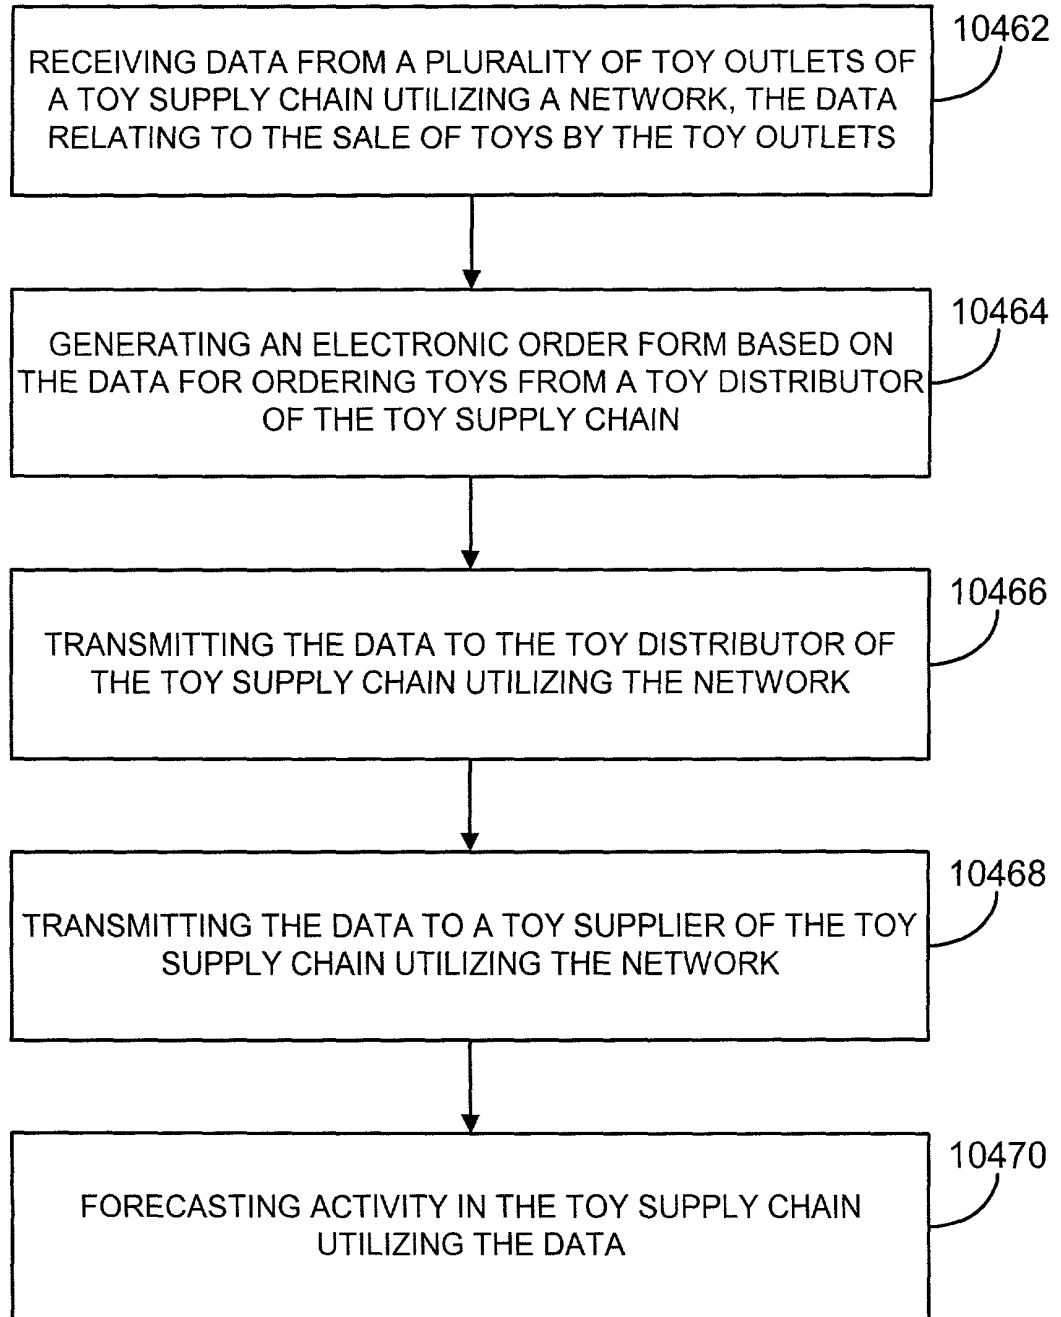 10462
RECEIVING DATA FROM A PLURALITY OF TOY OUTLETS OF
A TOY SUPPLY CHAIN UTILIZING A NETWORK, THE DATA
RELATING TO THE SALE OF TOYS BY THE TOY OUTLETS
10464
GENERATING AN ELECTRONIC ORDER FORM BASED ON
THE DATA FOR ORDERING TOYS FROM A TOY DISTRIBUTOR
OF THE TOY SUPPLY CHAIN
10466
TRANSMITTING THE DATA TO THE TOY DISTRIBUTOR OF
THE TOY SUPPLY CHAIN UTILIZING THE NETWORK
10468
TRANSMITTING THE DATA TO A TOY SUPPLIER OF THE TOY
SUPPLY CHAIN UTILIZING THE NETWORK
10470
FORECASTING ACTIVITY IN THE TOY SUPPLY CHAIN
UTILIZING THE DATA